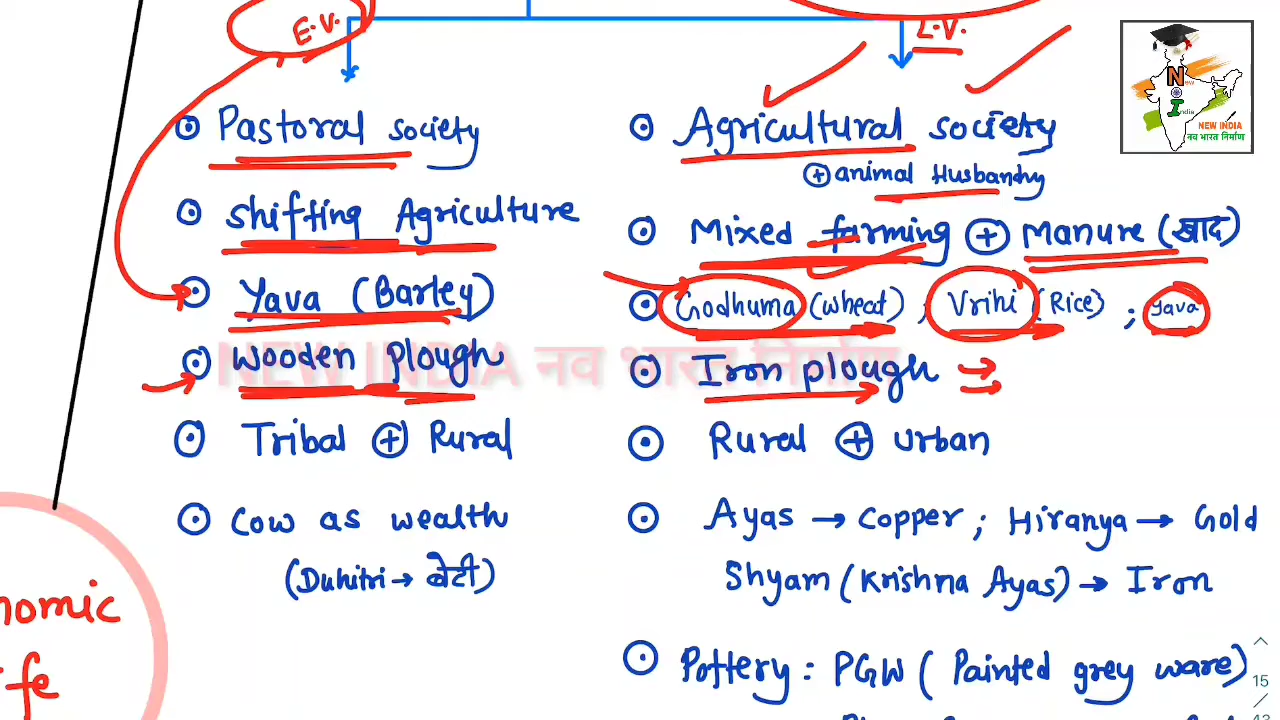 E.V.
L.V.
Pastoral society
Shifting Agriculture
Yava (Barley)
Wooden Plough
Tribal + Rural
Cow as wealth
(Duhitri → बेटी)
Agricultural society
+ animal Husbandry
Mixed farming + Manure (खाद)
Godhuma (wheat) , Vrihi (Rice) ; Yava
Iron plough →
Rural + Urban
Ayas → Copper ; Hiranya → Gold
Shyam (Krishna Ayas) → Iron
Pottery : PGW ( Painted grey ware)
nomic
fe
NEW INDIA नव भारत निर्माण
N
I
India
NEW INDIA
नव भारत निर्माण
15
/